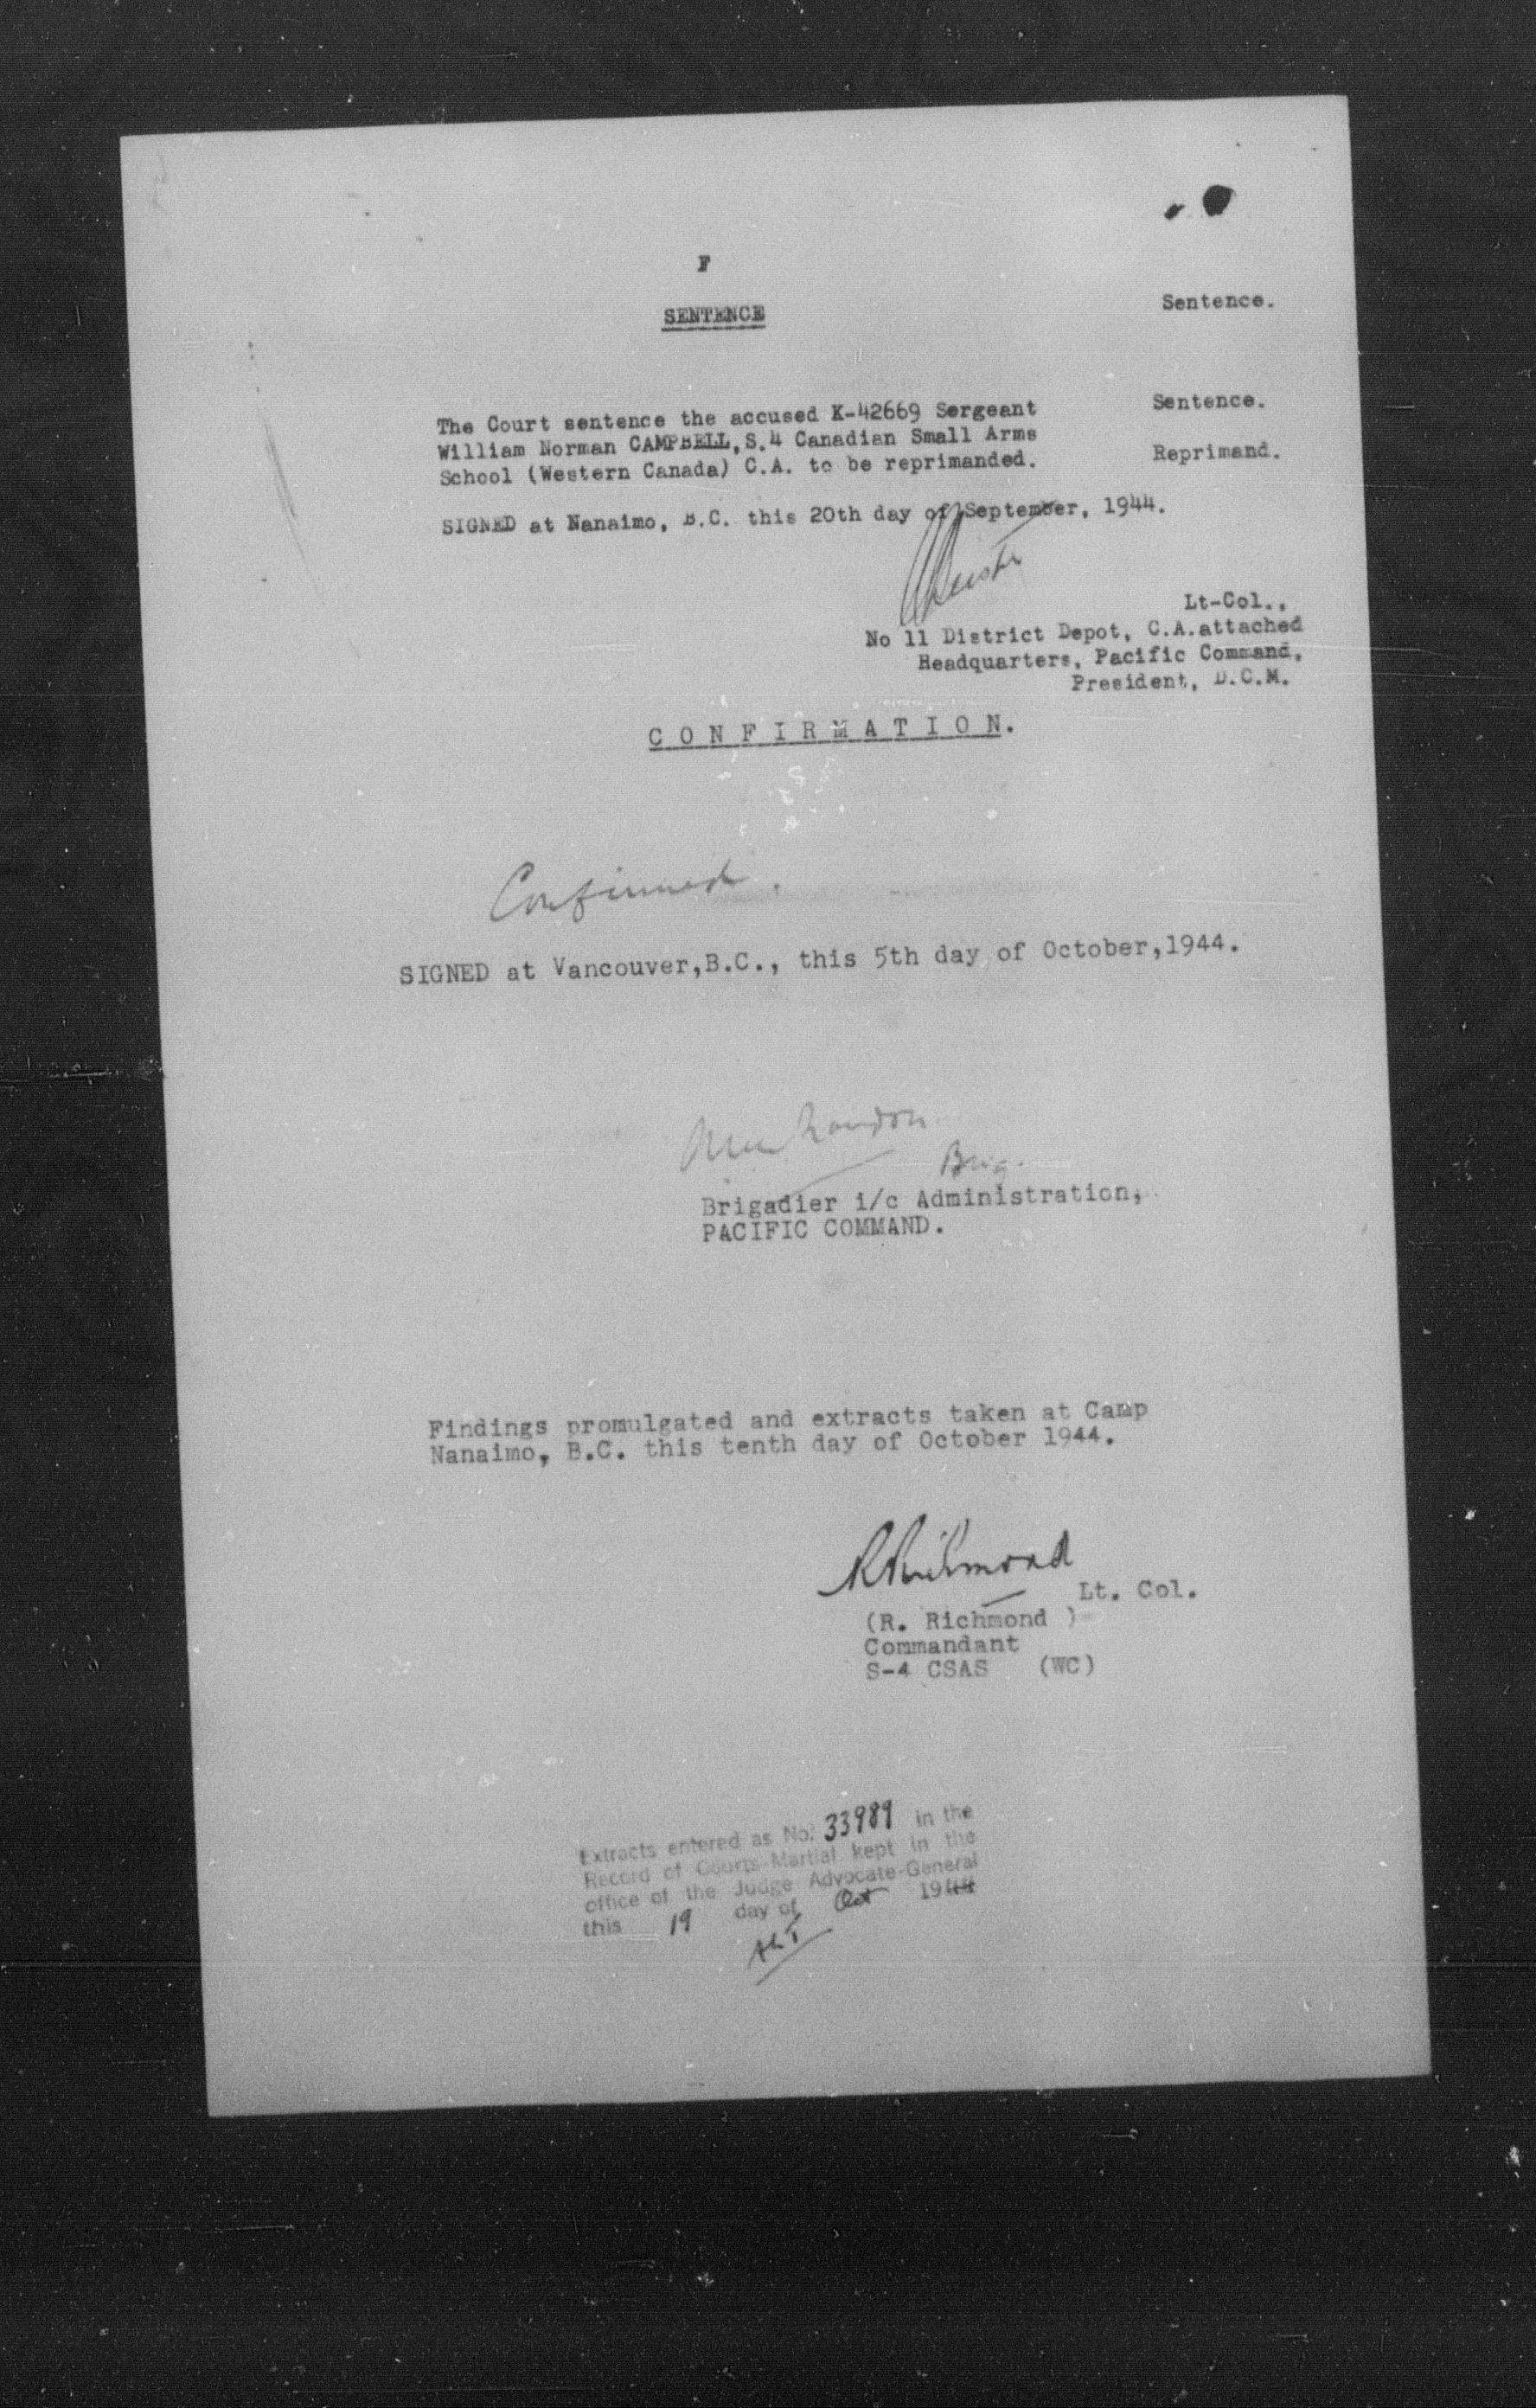 F
SENTENCE
Sentence.
The Court sentence the accused K-42669 Sergeant
Sentence.
William Norman CAMPBELL, S.4 Canadian Small Arms
School (Western Canada) C.A. to be reprimanded.
Reprimand.
SIGNED at Nanaimo, B.C. this 20th day of September, 1944.
Lt-Col.,
No 11 District Depot, C.A.attached
Headquarters, Pacific Command,
President, D.C.M.
CONFIRMATION.
Confirmed.
SIGNED at Vancouver,B.C., this 5th day of October,1944.
Brig.
Brigadier i/c Administration,
PACIFIC COMMAND.
Findings promulgated and extracts taken at Camp
Nanaimo, B.C. this tenth day of October 1944.
RRichmond
Lt. Col.
(R. Richmond )
Commandant
S-4 CSAS (WC)
Extracts entered as No. 33989 in the
Record of Courts-Martial kept in the
office of the Judge Advocate-General
this 19 day of Oct 1944